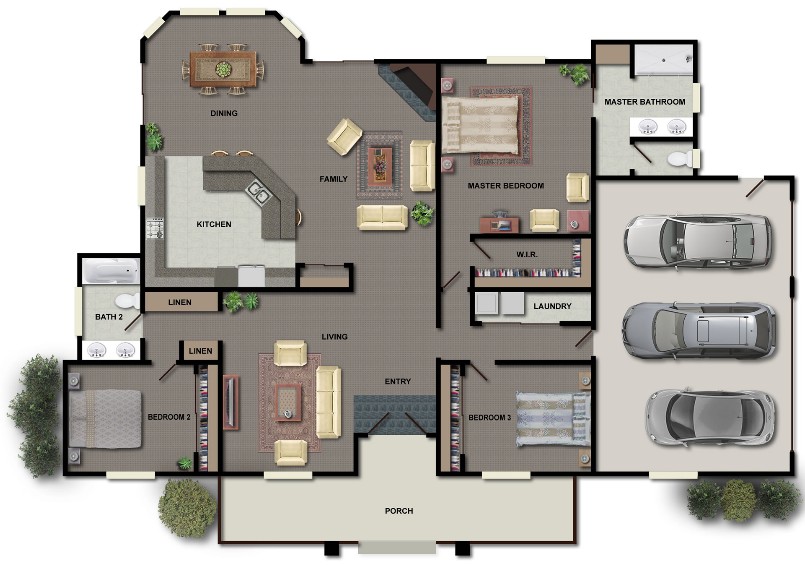 DINING
MASTER BATHROOM
FAMILY
MASTER BEDROOM
KITCHEN
W.I.R.
LINEN
LAUNDRY
BATH 2
LIVING
LINEN
ENTRY
BEDROOM 2
BEDROOM 3
PORCH